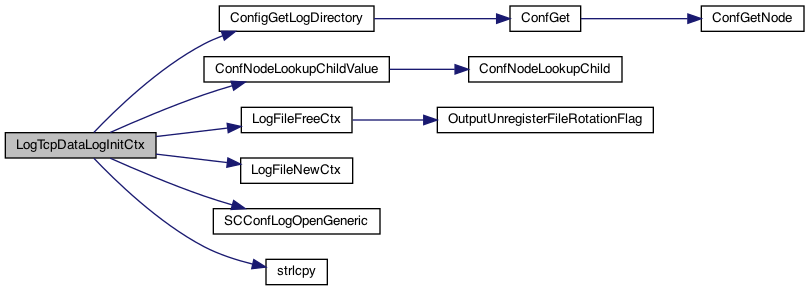 ConfigGetLogDirectory
ConfGet
ConfGetNode
ConfNodeLookupChildValue
ConfNodeLookupChild
LogFileFreeCtx
OutputUnregisterFileRotationFlag
LogTcpDataLogInitCtx
LogFileNewCtx
SCConfLogOpenGeneric
strlcpy